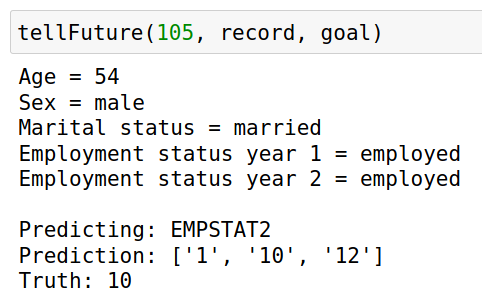 tellFuture(105, record, goal)
Age = 54
Sex = male
Marital status = married
Employment status year 1 = employed
Employment status year 2 = employed
Predicting: EMPSTAT2
Prediction: ['1', '10', '12']
Truth: 10